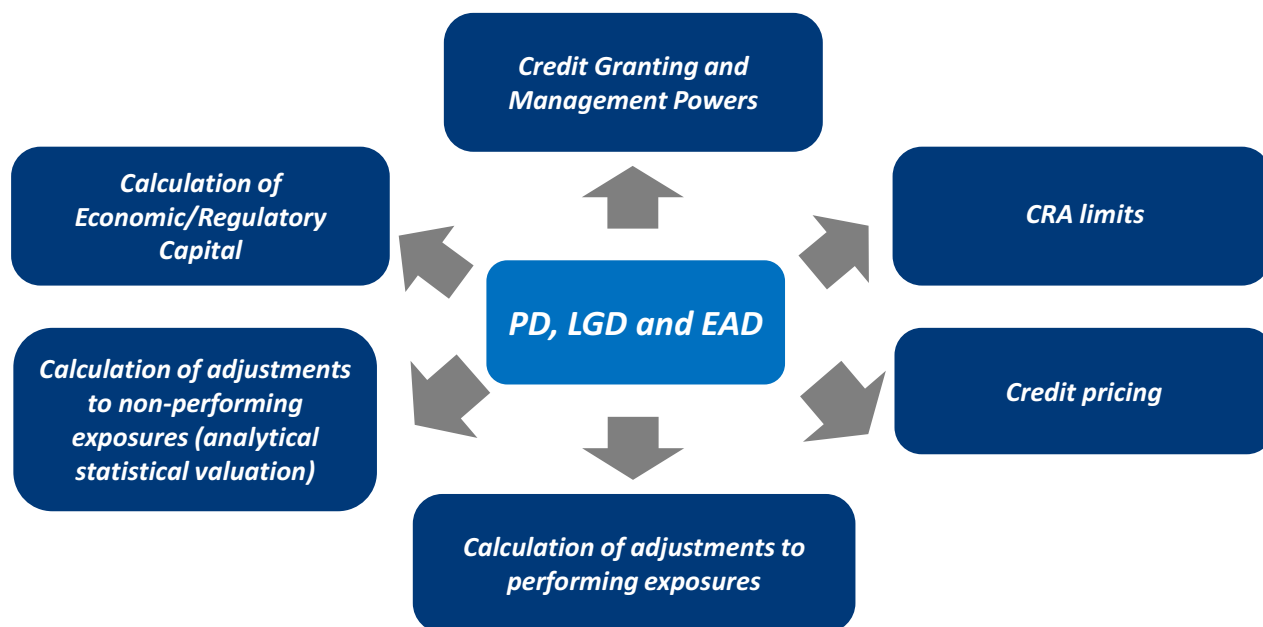 Credit Granting and
Management Powers
Calculation of
Economic/Regulatory
Capital
CRA limits
PD, LGD and EAD
Calculation of adjustments
to non-performing
exposures (analytical
statistical valuation)
Credit pricing
Calculation of adjustments to
performing exposures